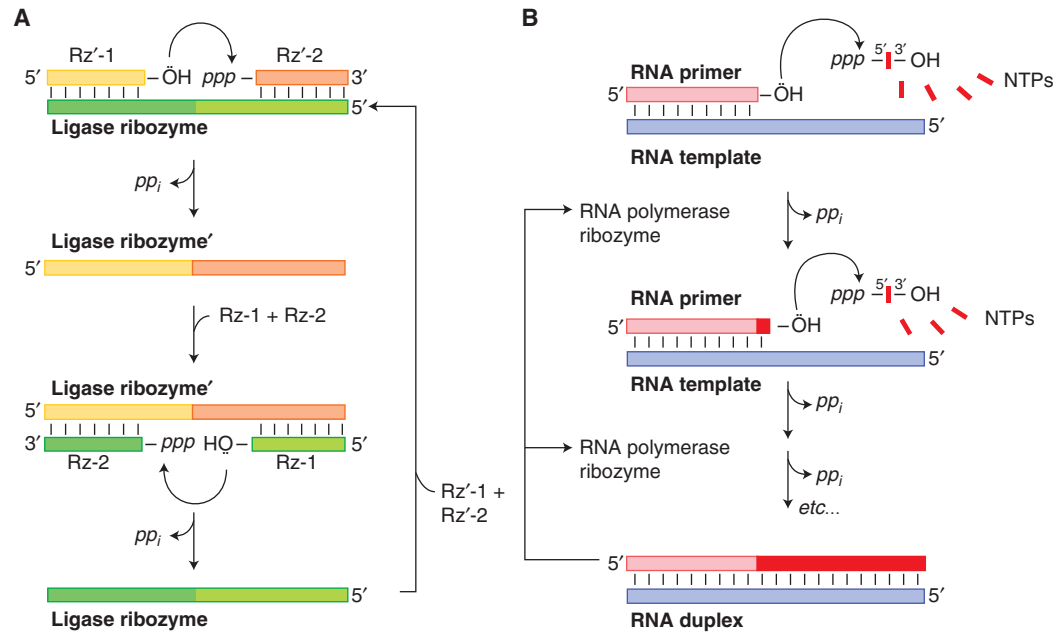 A
Rz′-1
Rz′-2
5′
–ÖH
ppp–
3′
5′
Ligase ribozyme
ppi
Ligase ribozyme′
5′
Rz-1 + Rz-2
Ligase ribozyme′
5′
3′
–ppp
HO–
5′
Rz-2
Rz-1
Rz′-1 +
Rz′-2
ppi
5′
Ligase ribozyme
B
ppp – 5′ 3′ – OH
RNA primer
NTPs
5′
–ÖH
5′
RNA template
RNA polymerase
ribozyme
ppi
ppp – 5′ 3′ – OH
RNA primer
NTPs
5′
–ÖH
5′
RNA template
ppi
RNA polymerase
ribozyme
ppi
etc...
5′
5′
RNA duplex